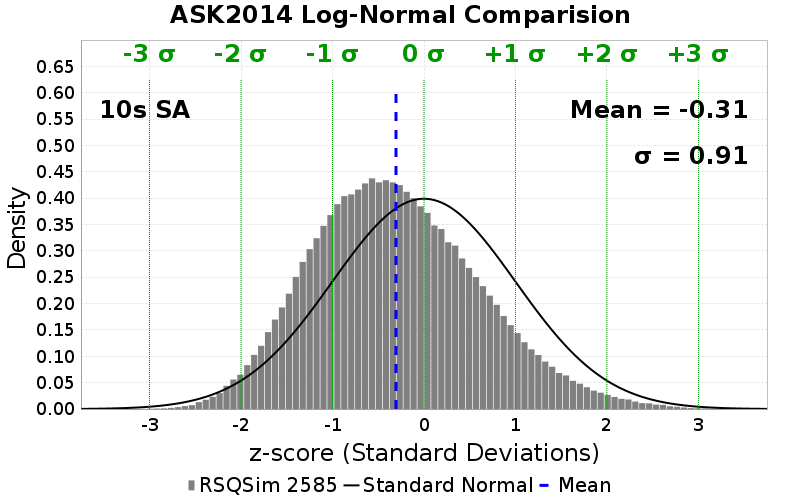 ASK2014 Log-Normal Comparision
-3 σ -2 σ -1 σ 0 σ +1 σ +2 σ +3 σ
10s SA
Mean = -0.31
σ = 0.91
Density
0.65
0.60
0.55
0.50
0.45
0.40
0.35
0.30
0.25
0.20
0.15
0.10
0.05
0.00
-3 -2 -1 0 1 2 3
z-score (Standard Deviations)
RSQSim 2585 Standard Normal Mean